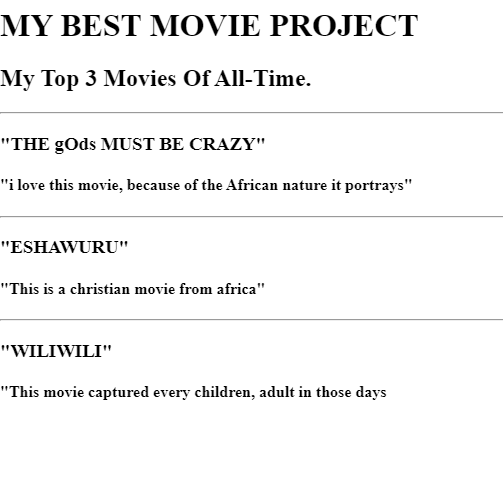 MY BEST MOVIE PROJECT
My Top 3 Movies Of All-Time.
"THE gOds MUST BE CRAZY"
"i love this movie, because of the African nature it portrays"
"ESHAWURU"
"This is a christian movie from africa"
"WILIWILI"
"This movie captured every children, adult in those days